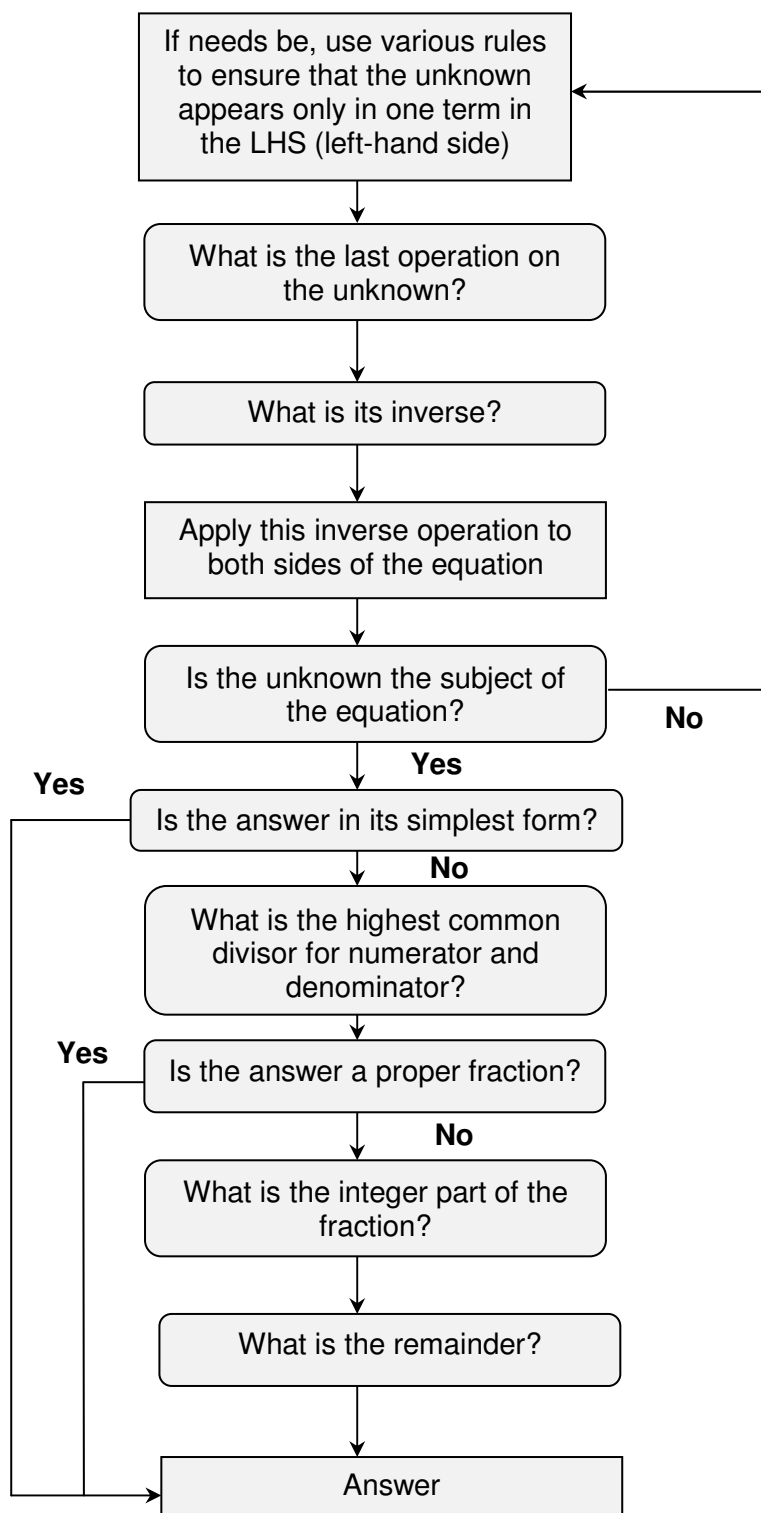 If needs be, use various rules
to ensure that the unknown
appears only in one term in
the LHS (left-hand side)
What is the last operation on
the unknown?
What is its inverse?
Apply this inverse operation to
both sides of the equation
Is the unknown the subject of
the equation?
No
Yes
Yes
Is the answer in its simplest form?
No
What is the highest common
divisor for numerator and
denominator?
Yes
Is the answer a proper fraction?
No
What is the integer part of the
fraction?
What is the remainder?
Answer